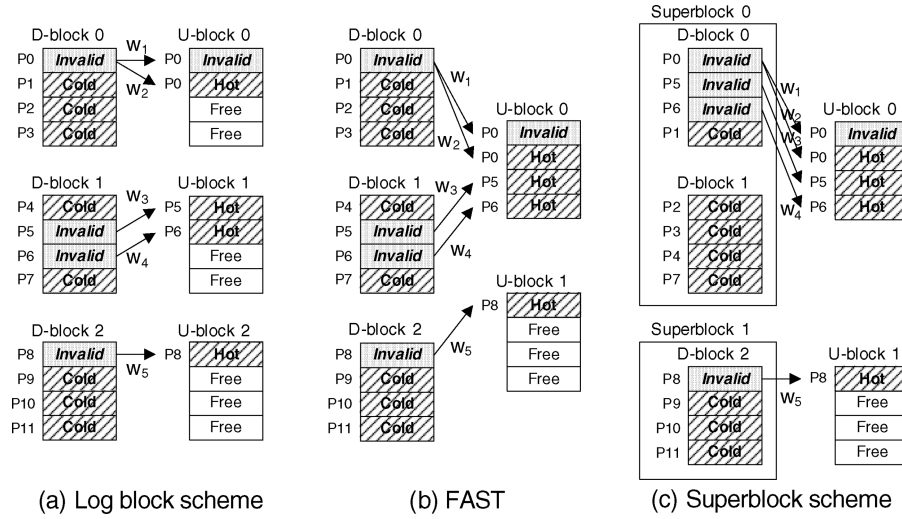 D-block 0
U-block 0
P0 Invalid
W1
P0 Invalid
P1 Cold
W2
P0 Hot
P2 Cold
Free
P3 Cold
Free
D-block 1
U-block 1
P4 Cold
W3
P5 Hot
P5 Invalid
P6 Hot
P6 Invalid
W4
Free
P7 Cold
Free
D-block 2
U-block 2
P8 Invalid
W5
P8 Hot
P9 Cold
Free
P10 Cold
Free
P11 Cold
Free
(a) Log block scheme
D-block 0
P0 Invalid
P1 Cold
P2 Cold
P3 Cold
W1
W2
U-block 0
P0 Invalid
P0 Hot
P5 Hot
P6 Hot
D-block 1
P4 Cold
P5 Invalid
P6 Invalid
P7 Cold
W3
W4
U-block 1
P8 Hot
Free
Free
Free
D-block 2
P8 Invalid
P9 Cold
P10 Cold
P11 Cold
W5
(b) FAST
Superblock 0
D-block 0
P0 Invalid
P5 Invalid
P6 Invalid
P1 Cold
W1
W2
W3
W4
U-block 0
P0 Invalid
P0 Hot
P5 Hot
P6 Hot
D-block 1
P2 Cold
P3 Cold
P4 Cold
P7 Cold
Superblock 1
D-block 2
U-block 1
P8 Invalid
W5
P8 Hot
P9 Cold
Free
P10 Cold
Free
P11 Cold
Free
(c) Superblock scheme